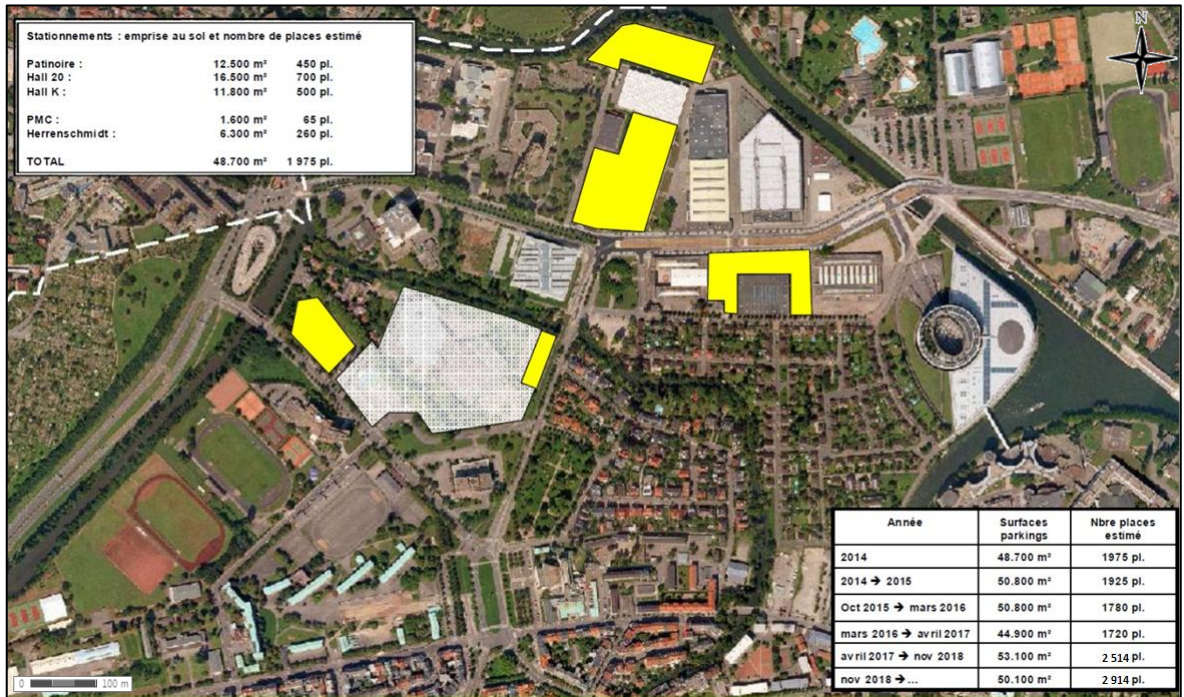 Stationnements : emprise au sol et nombre de places estimé
Patinoire : 12.500 m² 450 pl.
Hall 20 : 16.500 m² 700 pl.
Hall K : 11.800 m² 500 pl.
PMC : 1.600 m² 65 pl.
Herrenschmidt : 6.300 m² 260 pl.
TOTAL 48.700 m² 1 975 pl.
N
Année Surfaces parkings Nbre places estimé
2014 48.700 m² 1975 pl.
2014 → 2015 50.800 m² 1925 pl.
Oct 2015 → mars 2016 50.800 m² 1780 pl.
mars 2016 → avril 2017 44.900 m² 1720 pl.
avril 2017 → nov 2018 53.100 m² 2 514 pl.
nov 2018 → ... 50.100 m² 2 914 pl.
0 100 m